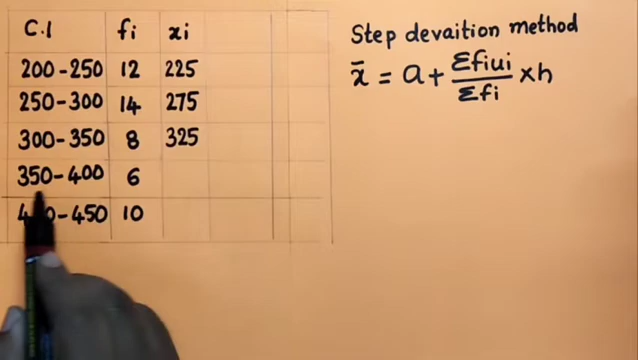 C.I fi xi
200-250 12 225
250-300 14 275
300-350 8 325
350-400 6
-450 10
Step devaition method
x̄ = a + Σfiui/Σfi × h